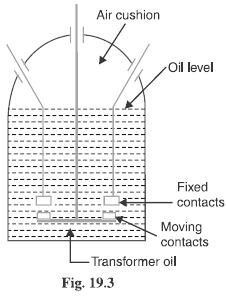 Air cushion
Oil level
Fixed
contacts
Moving
contacts
Transformer oil
Fig. 19.3